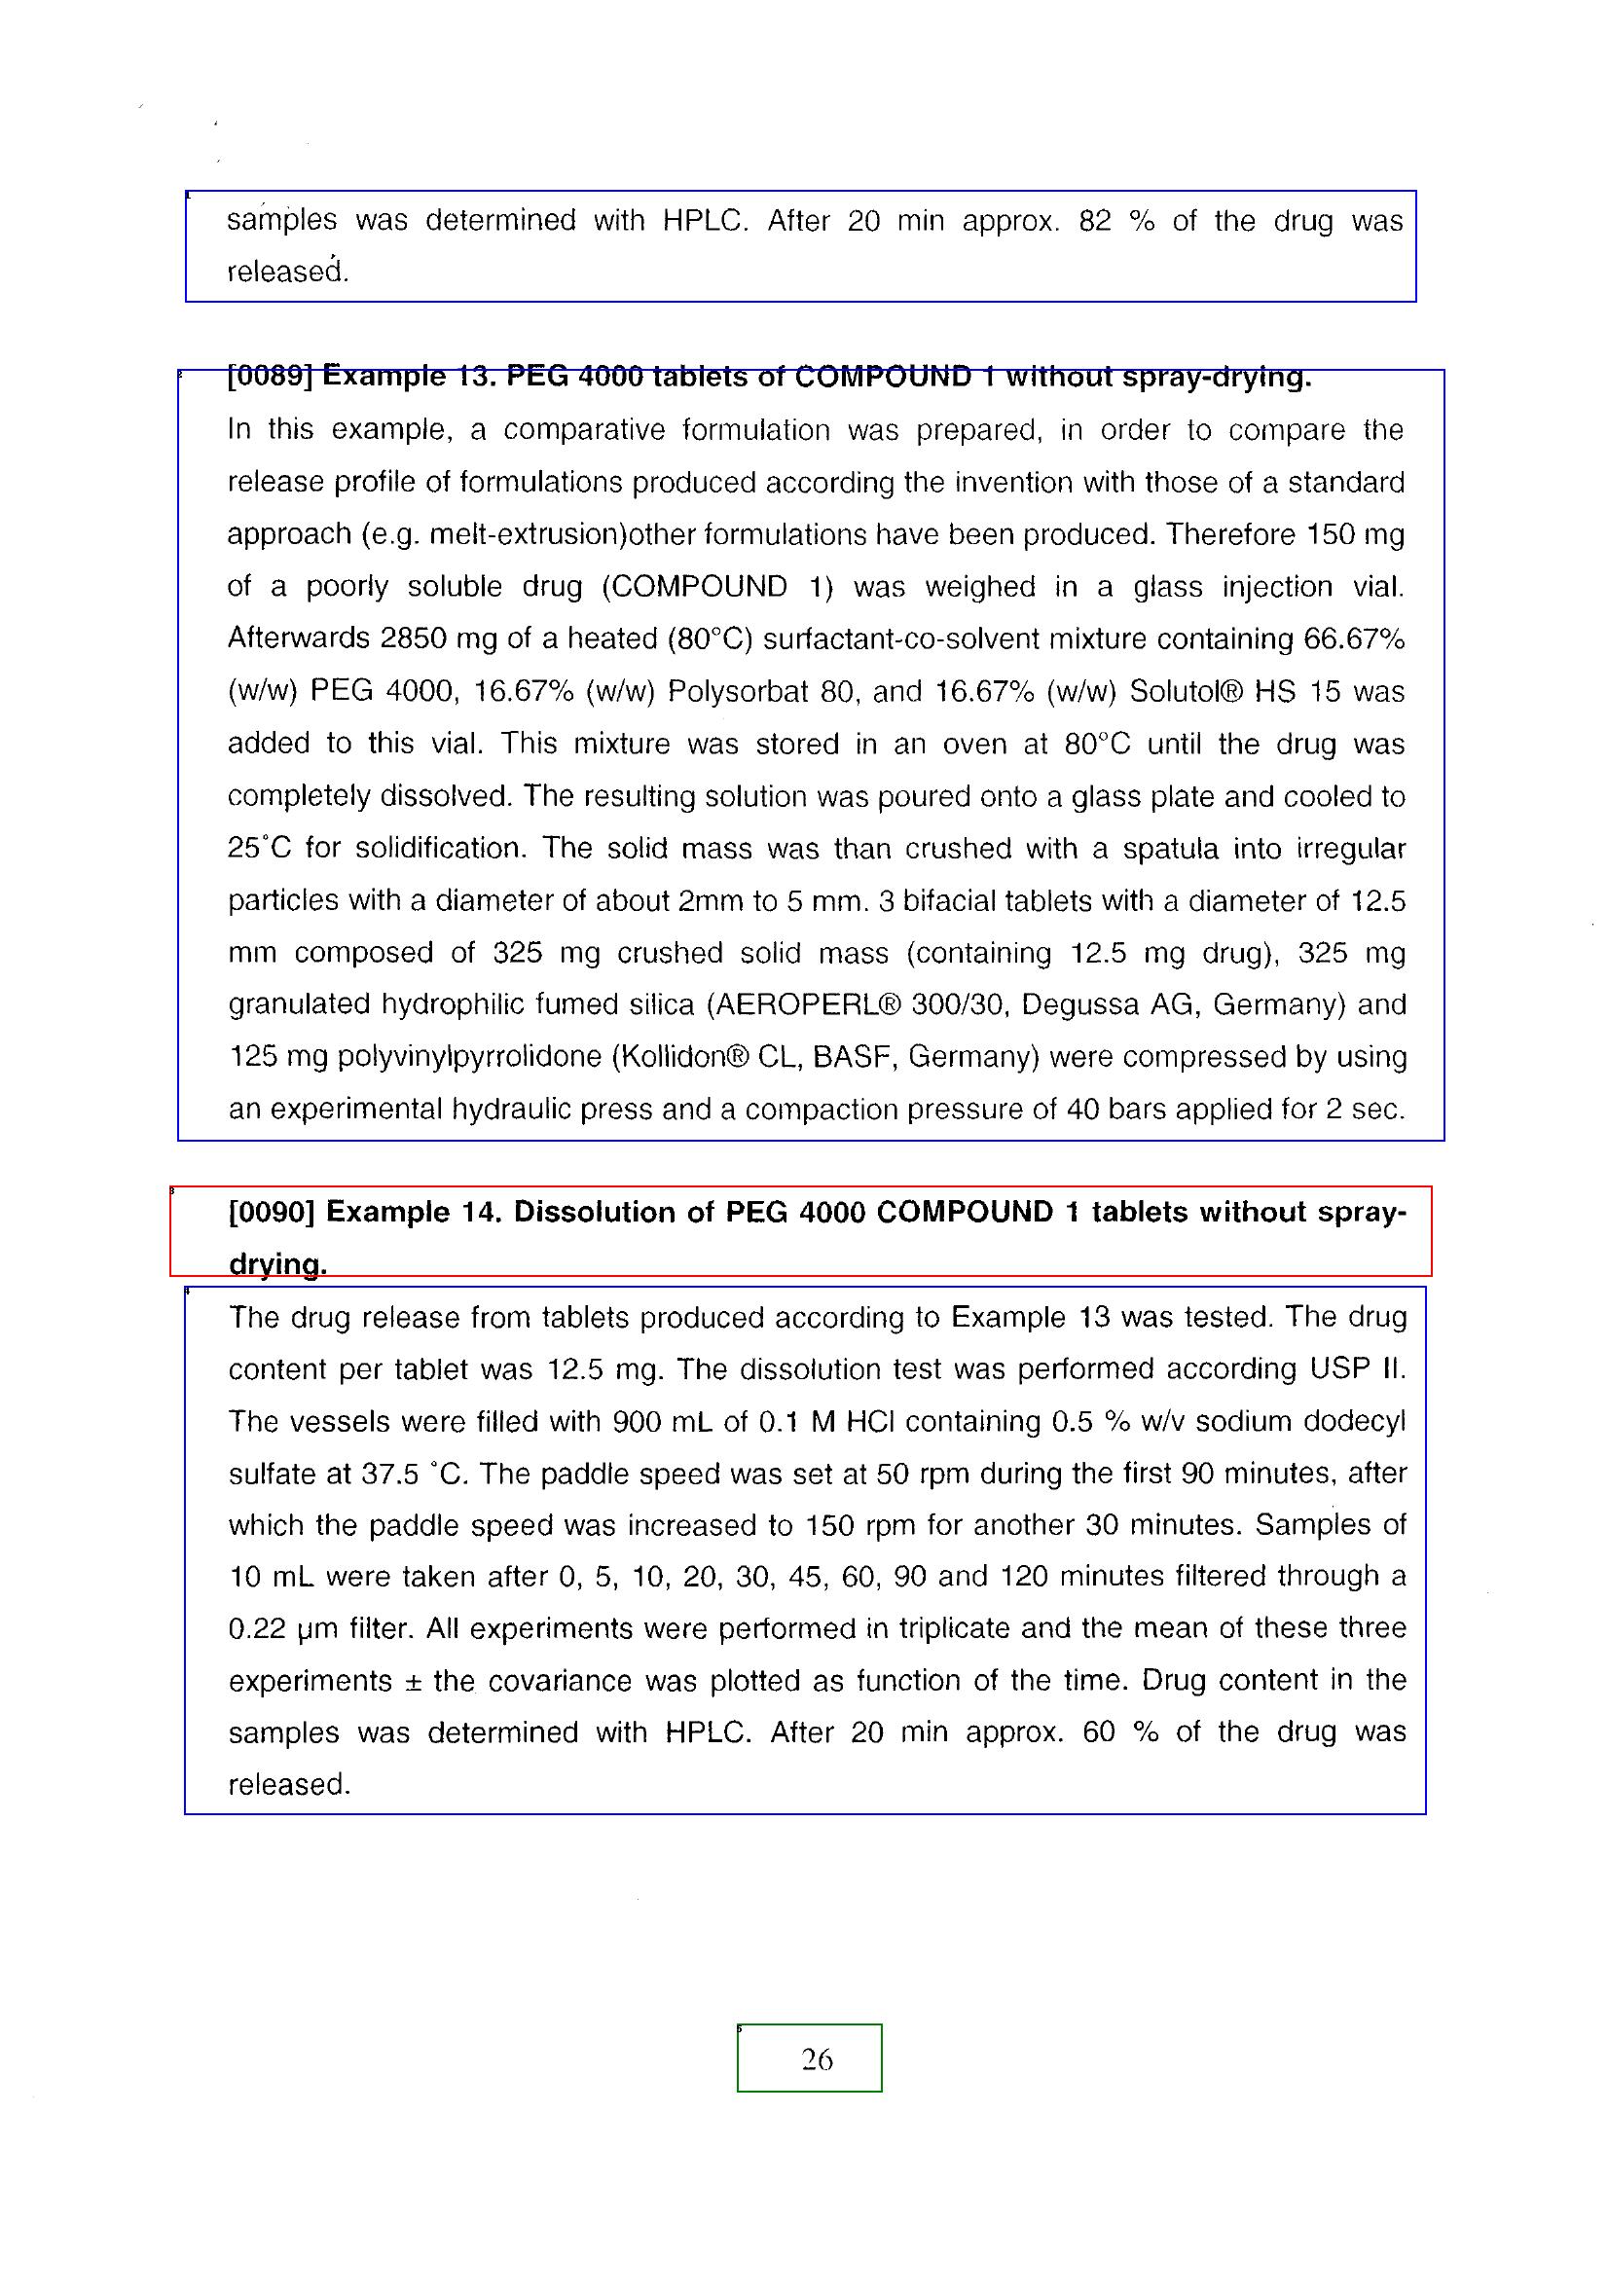 samples was determined with HPLC. After 20 min approx. 82 % of the drug was
released.
[0089] Example 13. PEG 4000 tablets of COMPOUND 1 without spray-drying.
In this example, a comparative formulation was prepared, in order to compare the
release profile of formulations produced according the invention with those of a standard
approach (e.g. melt-extrusion)other formulations have been produced. Therefore 150 mg
of a poorly soluble drug (COMPOUND 1) was weighed in a glass injection vial.
Afterwards 2850 mg of a heated (80°C) surfactant-co-solvent mixture containing 66.67%
(w/w) PEG 4000, 16.67% (w/w) Polysorbat 80, and 16.67% (w/w) Solutol® HS 15 was
added to this vial. This mixture was stored in an oven at 80°C until the drug was
completely dissolved. The resulting solution was poured onto a glass plate and cooled to
25°C for solidification. The solid mass was than crushed with a spatula into irregular
particles with a diameter of about 2mm to 5 mm. 3 bifacial tablets with a diameter of 12.5
mm composed of 325 mg crushed solid mass (containing 12.5 mg drug), 325 mg
granulated hydrophilic fumed silica (AEROPERL® 300/30, Degussa AG, Germany) and
125 mg polyvinylpyrrolidone (Kollidon® CL, BASF, Germany) were compressed by using
an experimental hydraulic press and a compaction pressure of 40 bars applied for 2 sec.
[0090] Example 14. Dissolution of PEG 4000 COMPOUND 1 tablets without spray-
drying.
The drug release from tablets produced according to Example 13 was tested. The drug
content per tablet was 12.5 mg. The dissolution test was performed according USP II.
The vessels were filled with 900 mL of 0.1 M HCl containing 0.5 % w/v sodium dodecyl
sulfate at 37.5 °C. The paddle speed was set at 50 rpm during the first 90 minutes, after
which the paddle speed was increased to 150 rpm for another 30 minutes. Samples of
10 mL were taken after 0, 5, 10, 20, 30, 45, 60, 90 and 120 minutes filtered through a
0.22 µm filter. All experiments were performed in triplicate and the mean of these three
experiments ± the covariance was plotted as function of the time. Drug content in the
samples was determined with HPLC. After 20 min approx. 60 % of the drug was
released.
26